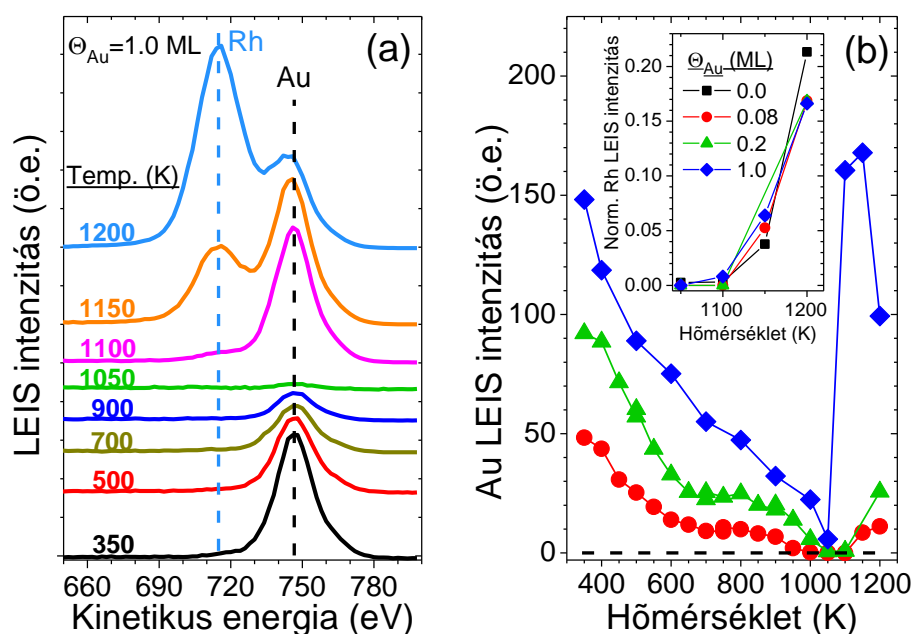 Θ_Au=1.0 ML
Rh
(a)
Au
Temp. (K)
1200
1150
1100
1050
900
700
500
350
LEIS intenzitás (ö.e.)
660 690 720 750 780
Kinetikus energia (eV)
(b)
200
150
100
50
0
Au LEIS intenzitás (ö.e.)
400 600 800 1000 1200
Hõmérséklet (K)
Norm. Rh LEIS intenzitás
0.20
0.15
0.10
0.05
0.00
1100 1200
Hõmérséklet (K)
Θ_Au (ML)
0.0
0.08
0.2
1.0